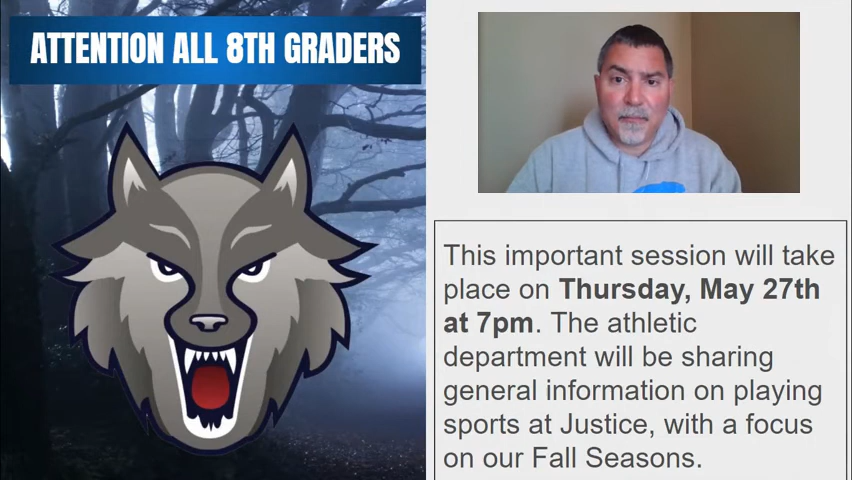 ATTENTION ALL 8TH GRADERS
This important session will take
place on Thursday, May 27th
at 7pm. The athletic
department will be sharing
general information on playing
sports at Justice, with a focus
on our Fall Seasons.